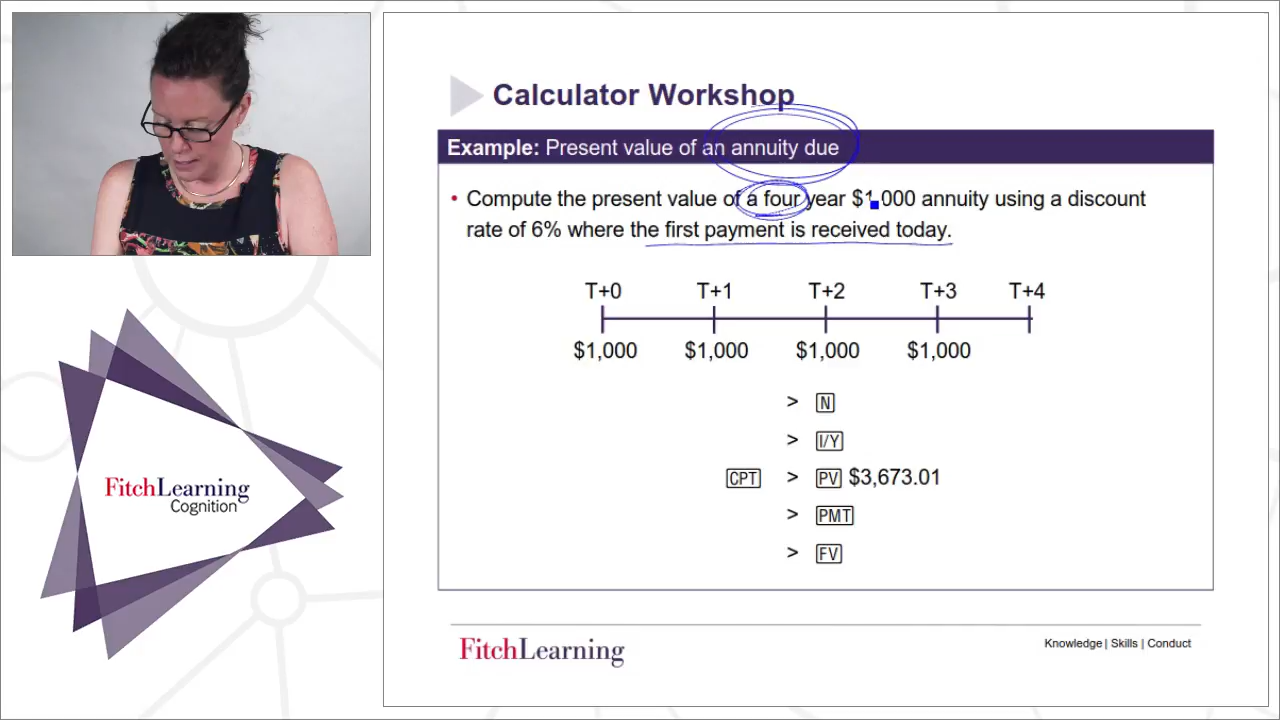 Calculator Workshop
Example: Present value of an annuity due
• Compute the present value of a four year $1,000 annuity using a discount
rate of 6% where the first payment is received today.
T+0 T+1 T+2 T+3 T+4
$1,000 $1,000 $1,000 $1,000
> N
> I/Y
CPT > PV $3,673.01
> PMT
> FV
FitchLearning
Cognition
FitchLearning
Knowledge | Skills | Conduct